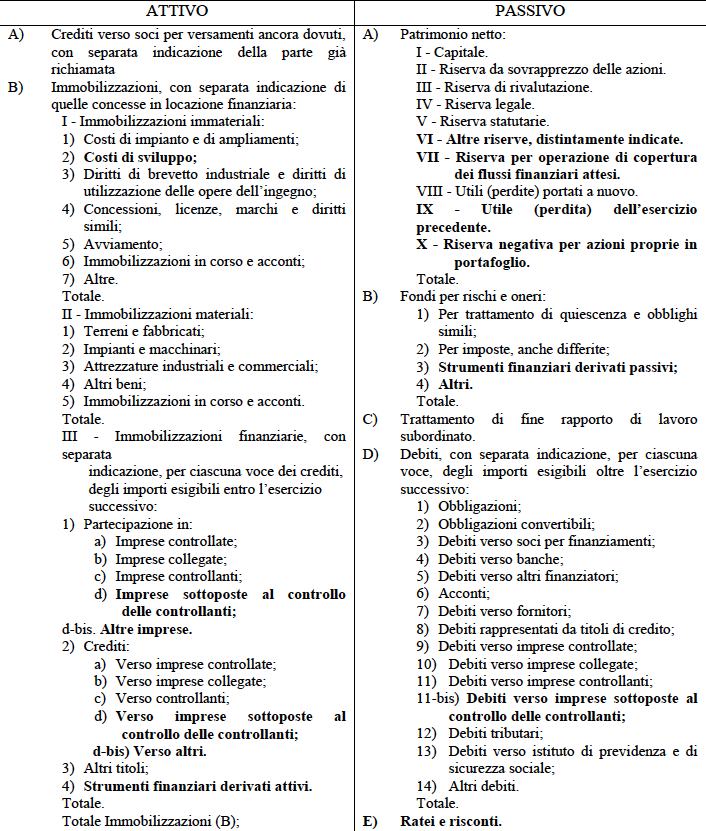 ATTIVO
A) Crediti verso soci per versamenti ancora dovuti,
con separata indicazione della parte già
richiamata
B) Immobilizzazioni, con separata indicazione di
quelle concesse in locazione finanziaria:
I - Immobilizzazioni immateriali:
1) Costi di impianto e di ampliamenti;
2) Costi di sviluppo;
3) Diritti di brevetto industriale e diritti di
utilizzazione delle opere dell'ingegno;
4) Concessioni, licenze, marchi e diritti
simili;
5) Avviamento;
6) Immobilizzazioni in corso e acconti;
7) Altre.
Totale.
II - Immobilizzazioni materiali:
1) Terreni e fabbricati;
2) Impianti e macchinari;
3) Attrezzature industriali e commerciali;
4) Altri beni;
5) Immobilizzazioni in corso e acconti.
Totale.
III - Immobilizzazioni finanziarie, con
separata
indicazione, per ciascuna voce dei crediti,
degli importi esigibili entro l'esercizio
successivo:
1) Partecipazione in:
a) Imprese controllate;
b) Imprese collegate;
c) Imprese controllanti;
d) Imprese sottoposte al controllo
delle controllanti;
d-bis. Altre imprese.
2) Crediti:
a) Verso imprese controllate;
b) Verso imprese collegate;
c) Verso controllanti;
d) Verso imprese sottoposte al
controllo delle controllanti;
d-bis) Verso altri.
3) Altri titoli;
4) Strumenti finanziari derivati attivi.
Totale.
Totale Immobilizzazioni (B);
PASSIVO
A) Patrimonio netto:
I - Capitale.
II - Riserva da sovrapprezzo delle azioni.
III - Riserva di rivalutazione.
IV - Riserva legale.
V - Riserva statutarie.
VI - Altre riserve, distintamente indicate.
VII - Riserva per operazione di copertura
dei flussi finanziari attesi.
VIII - Utili (perdite) portati a nuovo.
IX - Utile (perdita) dell'esercizio
precedente.
X - Riserva negativa per azioni proprie in
portafoglio.
Totale.
B) Fondi per rischi e oneri:
1) Per trattamento di quiescenza e obblighi
simili;
2) Per imposte, anche differite;
3) Strumenti finanziari derivati passivi;
4) Altri.
Totale.
C) Trattamento di fine rapporto di lavoro
subordinato.
D) Debiti, con separata indicazione, per ciascuna
voce, degli importi esigibili oltre l'esercizio
successivo:
1) Obbligazioni;
2) Obbligazioni convertibili;
3) Debiti verso soci per finanziamenti;
4) Debiti verso banche;
5) Debiti verso altri finanziatori;
6) Acconti;
7) Debiti verso fornitori;
8) Debiti rappresentati da titoli di credito;
9) Debiti verso imprese controllate;
10) Debiti verso imprese collegate;
11) Debiti verso imprese controllanti;
11-bis) Debiti verso imprese sottoposte al
controllo delle controllanti;
12) Debiti tributari;
13) Debiti verso istituto di previdenza e di
sicurezza sociale;
14) Altri debiti.
Totale.
E) Ratei e risconti.